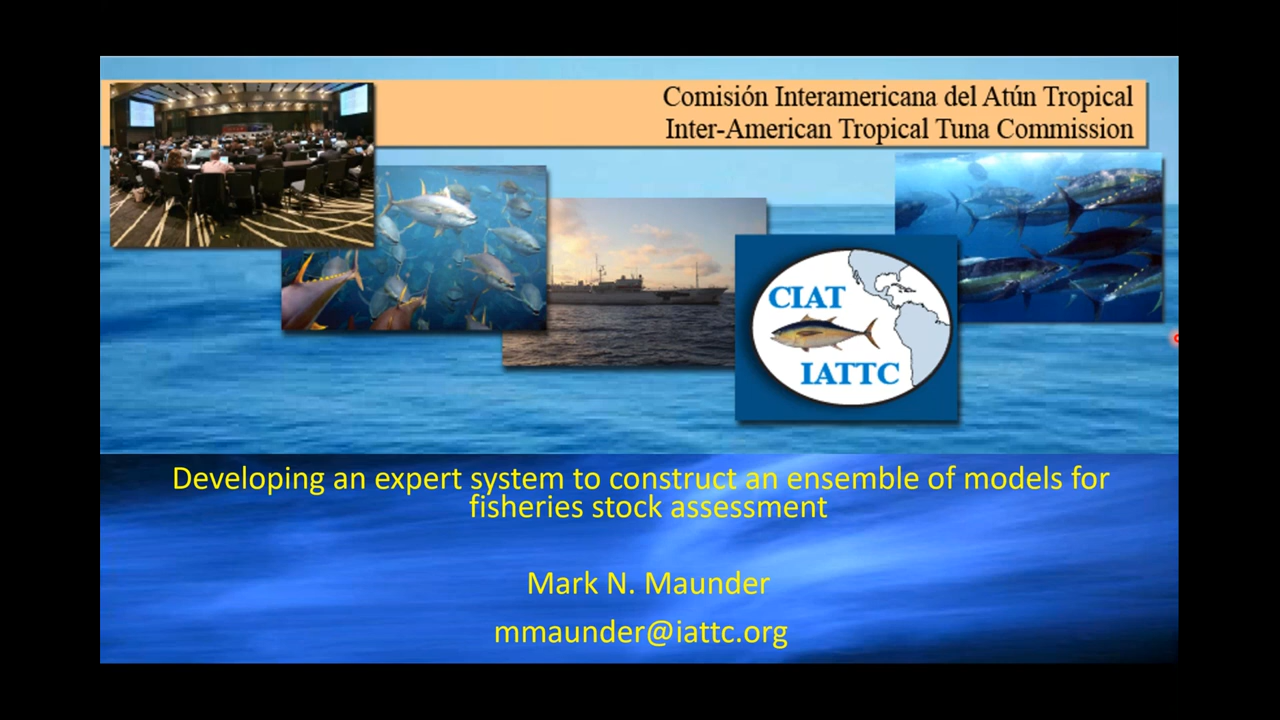 Comisión Interamericana del Atún Tropical
Inter-American Tropical Tuna Commission
CIAT
IATTC
Developing an expert system to construct an ensemble of models for
fisheries stock assessment
Mark N. Maunder
mmaunder@iattc.org